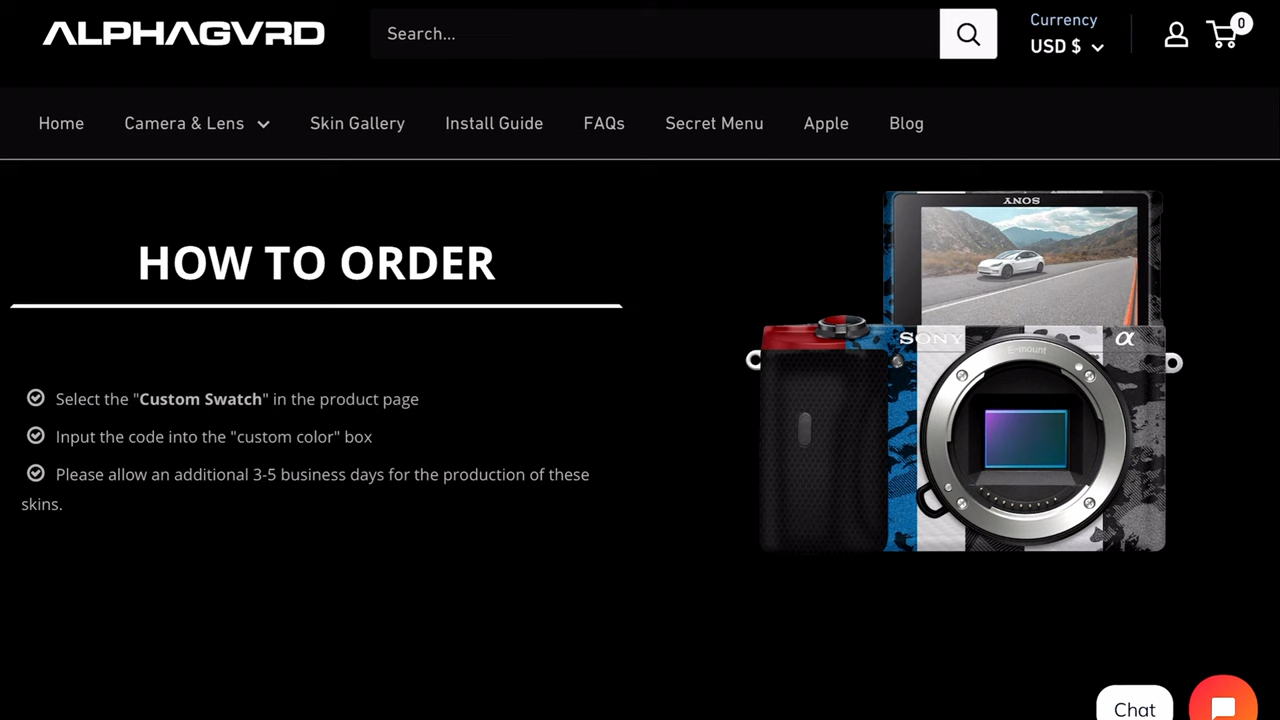 ALPHAGVRD
Search...
Currency
USD $
0
Home
Camera & Lens
Skin Gallery
Install Guide
FAQs
Secret Menu
Apple
Blog
SONY
HOW TO ORDER
SONY
α
E-mount
Select the "Custom Swatch" in the product page
Input the code into the "custom color" box
Please allow an additional 3-5 business days for the production of these
skins.
Chat